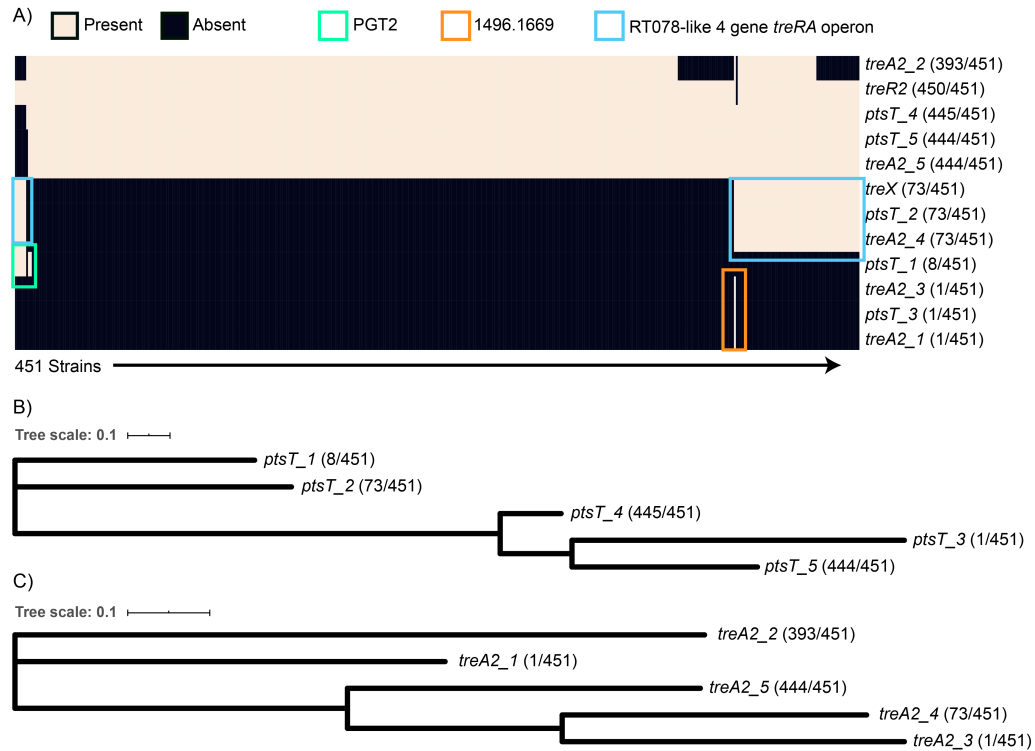 A)
Present Absent PGT2 1496.1669 RT078-like 4 gene treRA operon
treA2_2 (393/451)
treR2 (450/451)
ptsT_4 (445/451)
ptsT_5 (444/451)
treA2_5 (444/451)
treX (73/451)
ptsT_2 (73/451)
treA2_4 (73/451)
ptsT_1 (8/451)
treA2_3 (1/451)
ptsT_3 (1/451)
treA2_1 (1/451)
451 Strains
B)
Tree scale: 0.1
ptsT_1 (8/451)
ptsT_2 (73/451)
ptsT_4 (445/451)
ptsT_3 (1/451)
ptsT_5 (444/451)
C)
Tree scale: 0.1
treA2_2 (393/451)
treA2_1 (1/451)
treA2_5 (444/451)
treA2_4 (73/451)
treA2_3 (1/451)